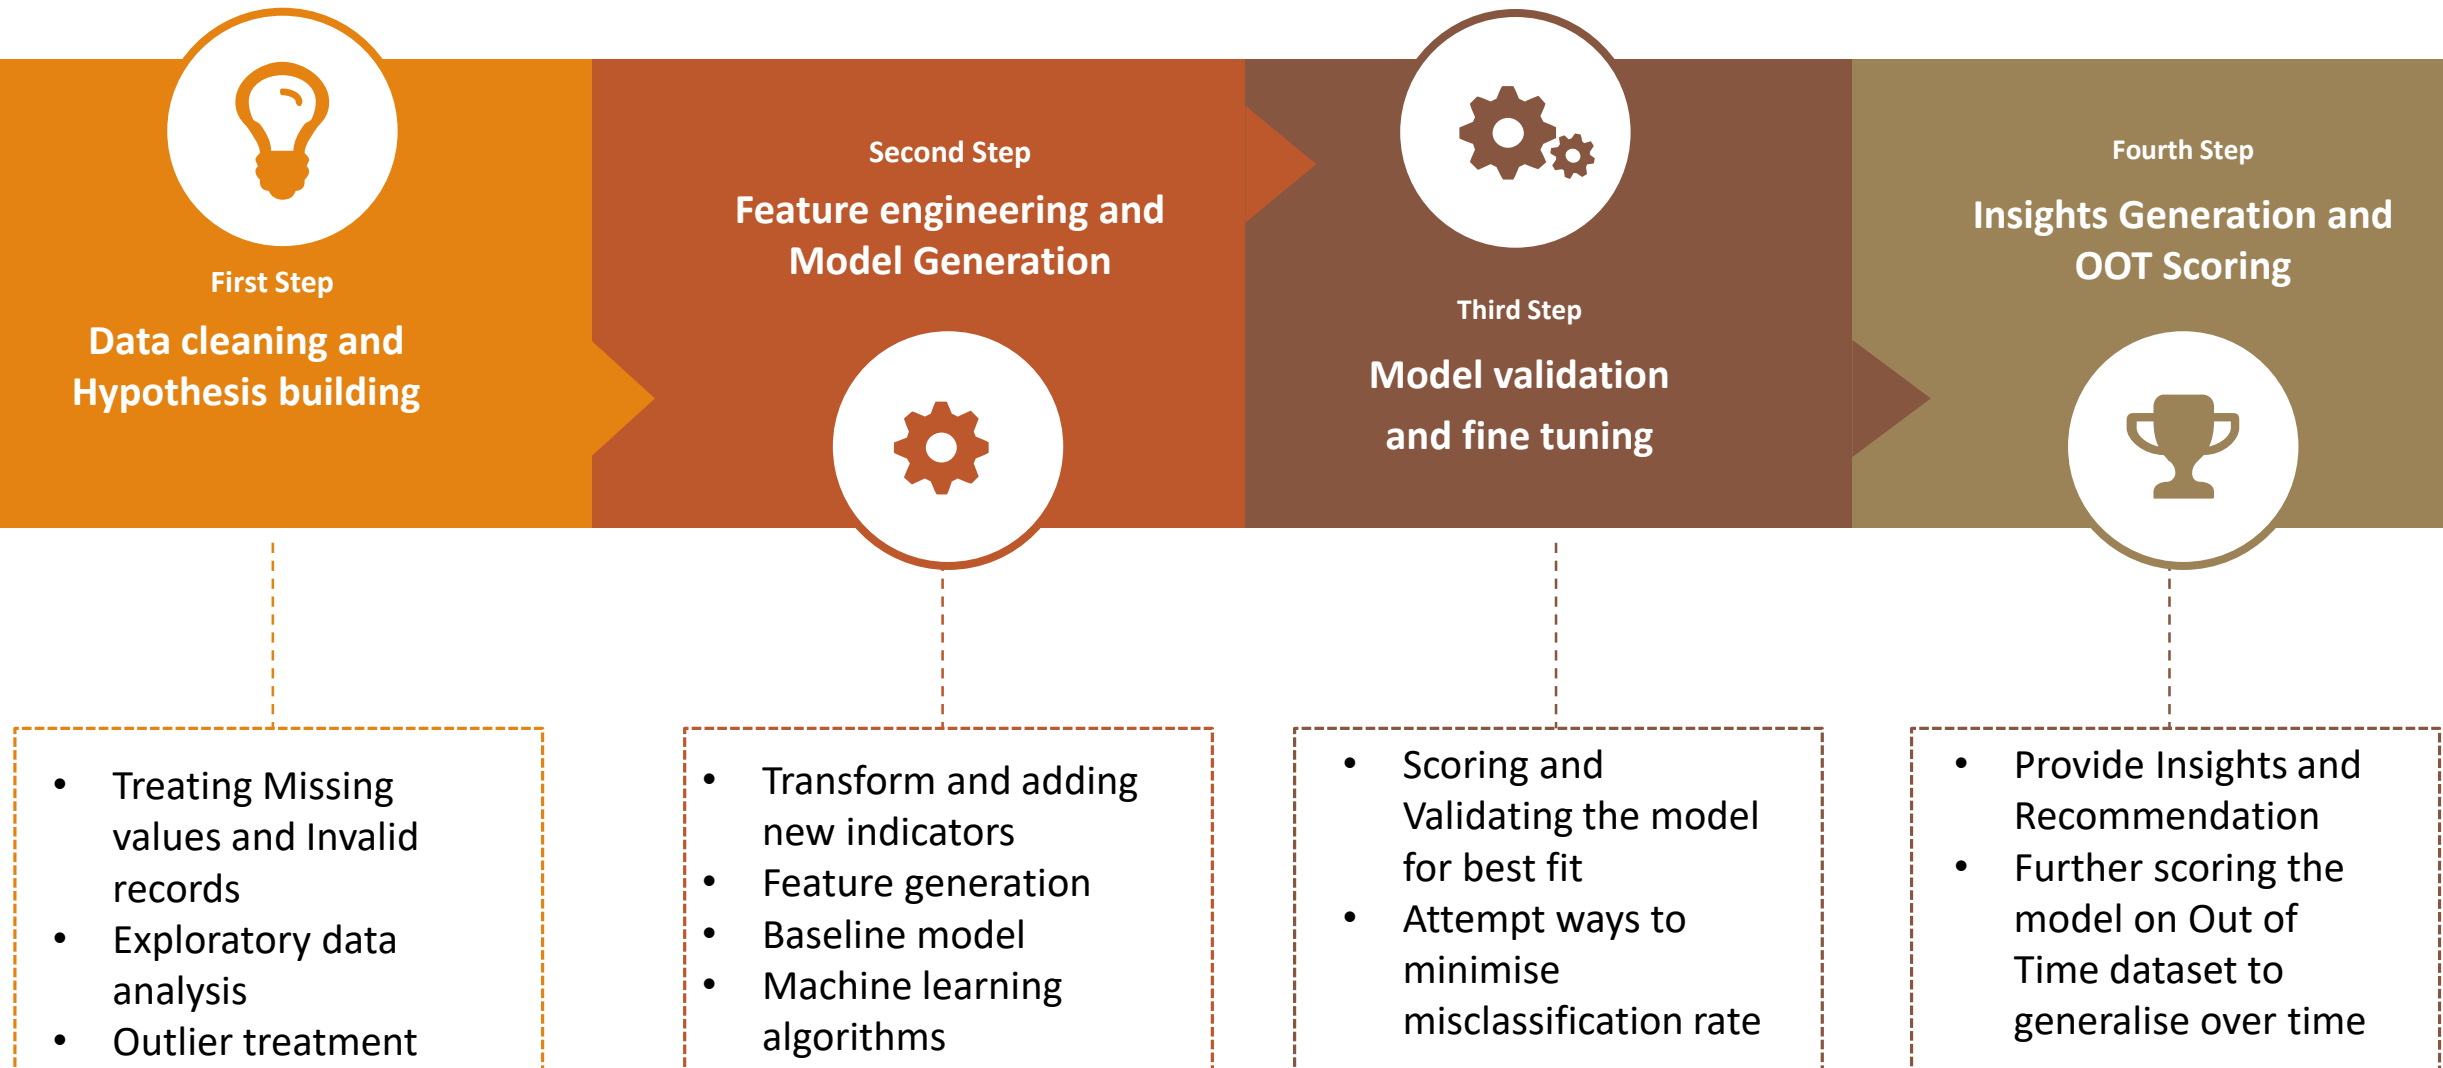 First Step
Data cleaning and
Hypothesis building
Second Step
Feature engineering and
Model Generation
Third Step
Model validation
and fine tuning
Fourth Step
Insights Generation and
OOT Scoring
• Treating Missing
values and Invalid
records
• Exploratory data
analysis
• Outlier treatment
• Transform and adding
new indicators
• Feature generation
• Baseline model
• Machine learning
algorithms
• Scoring and
Validating the model
for best fit
• Attempt ways to
minimise
misclassification rate
• Provide Insights and
Recommendation
• Further scoring the
model on Out of
Time dataset to
generalise over time